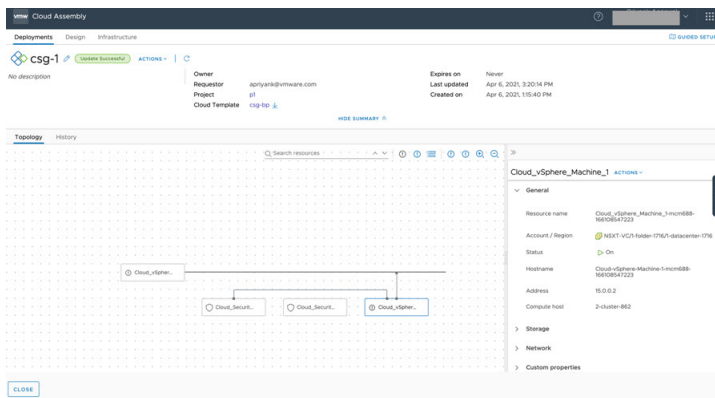 vmw Cloud Assembly
Deployments Design Infrastructure
GUIDED SETUP
csg-1 Update Successful ACTIONS
No description
Owner
Requestor apriyank@vmware.com
Project p1
Cloud Template csg-bp
Expires on Never
Last updated Apr 6, 2021, 3:20:14 PM
Created on Apr 6, 2021, 1:15:40 PM
HIDE SUMMARY
Topology History
Search resources
Cloud_vSpher...
Cloud_Securit... Cloud_Securit... Cloud_vSpher...
Cloud_vSphere_Machine_1 ACTIONS
General
Resource name Cloud_vSphere_Machine_1-mcm688-
166108547223
Account / Region NSXT-VC/1-folder-1716/1-datacenter-1716
Status On
Hostname Cloud-vSphere-Machine-1-mcm688-
166108547223
Address 15.0.0.2
Compute host 2-cluster-862
Storage
Network
Custom properties
CLOSE